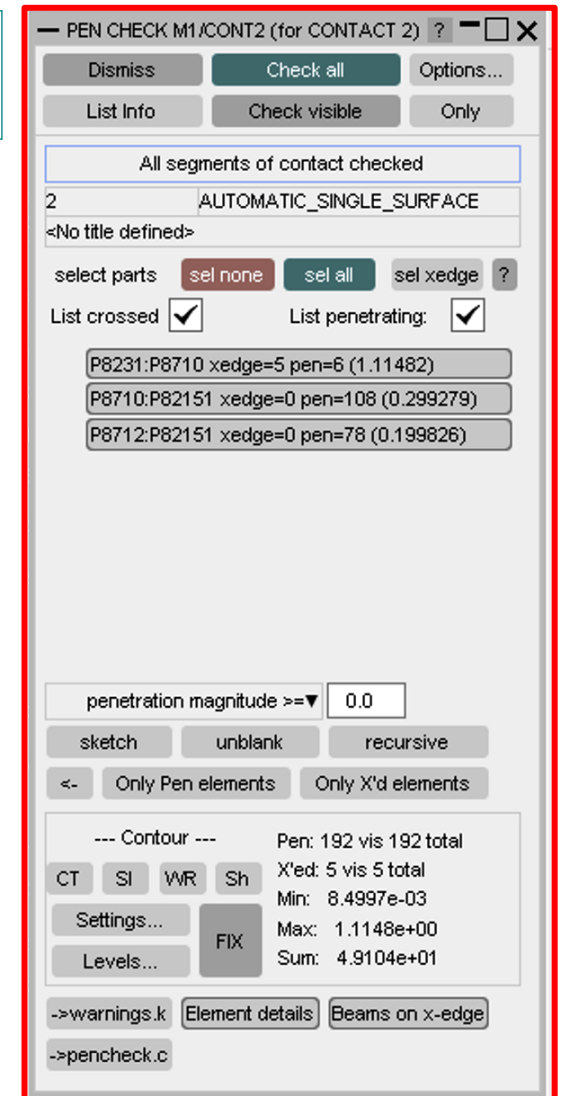 PEN CHECK M1/CONT2 (for CONTACT 2) ?
Dismiss Check all Options...
List Info Check visible Only
All segments of contact checked
2 AUTOMATIC_SINGLE_SURFACE
<No title defined>
select parts sel none sel all sel xedge ?
List crossed List penetrating:
P8231:P8710 xedge=5 pen=6 (1.11482)
P8710:P82151 xedge=0 pen=108 (0.299279)
P8712:P82151 xedge=0 pen=78 (0.199826)
penetration magnitude >=▼ 0.0
sketch unblank recursive
<- Only Pen elements Only X'd elements
--- Contour --- Pen: 192 vis 192 total
CT SI WR Sh X'ed: 5 vis 5 total
Min: 8.4997e-03
Settings... FIX Max: 1.1148e+00
Levels... Sum: 4.9104e+01
->warnings.k Element details Beams on x-edge
->pencheck.c